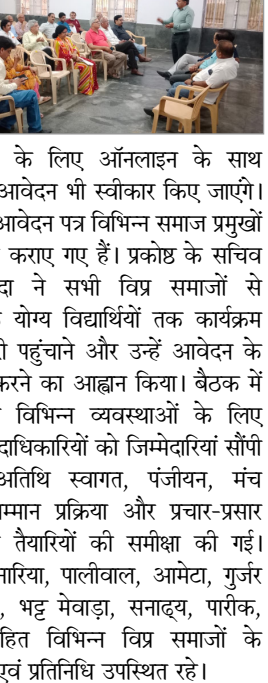 के लिए ऑनलाइन के साथ
आवेदन भी स्वीकार किए जाएंगे।
आवेदन पत्र विभिन्न समाज प्रमुखों
कराए गए हैं। प्रकोष्ठ के सचिव
दा ने सभी विप्र समाजों से
योग्य विद्यार्थियों तक कार्यक्रम
पहुंचाने और उन्हें आवेदन के
करने का आह्वान किया। बैठक में
विभिन्न व्यवस्थाओं के लिए
दाधिकारियों को जिम्मेदारियां सौंपी
अतिथि स्वागत, पंजीयन, मंच
म्मान प्रक्रिया और प्रचार-प्रसार
तैयारियों की समीक्षा की गई।
नारिया, पालीवाल, आमेटा, गुर्जर
, भट्ट मेवाड़ा, सनाढ्य, पारीक,
हित विभिन्न विप्र समाजों के
एवं प्रतिनिधि उपस्थित रहे।